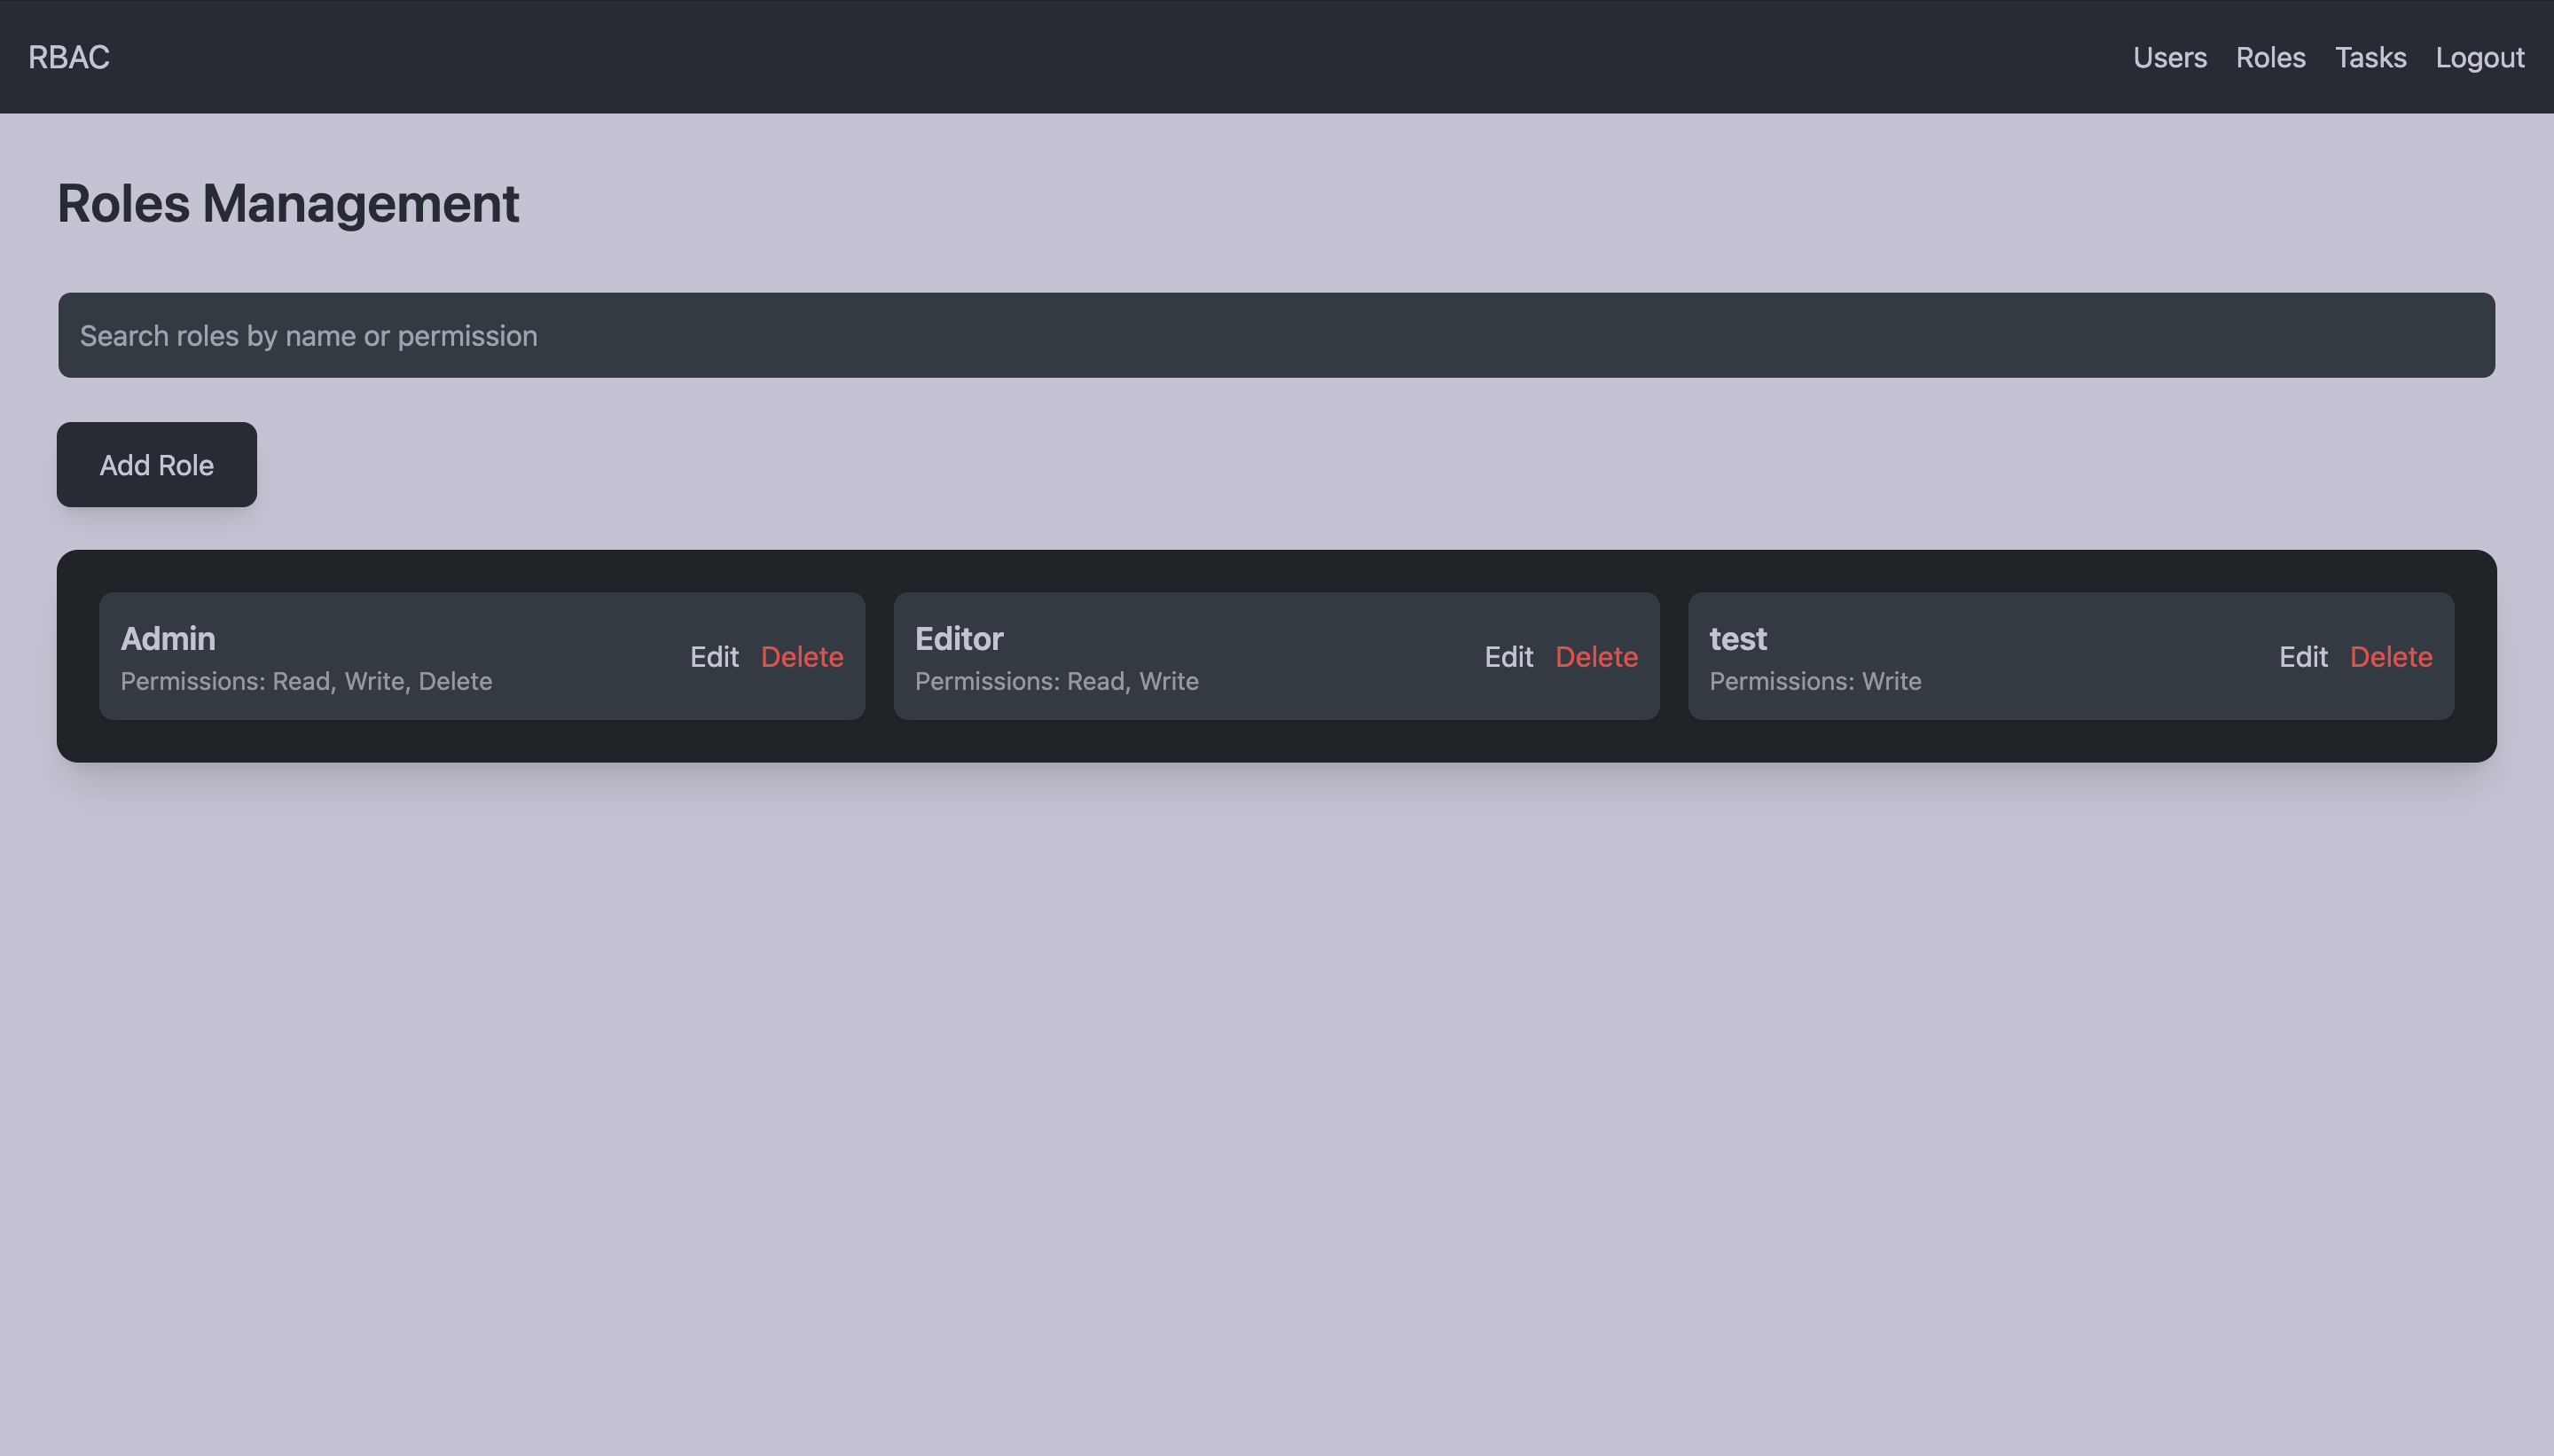 RBAC
Users Roles Tasks Logout
Roles Management
Search roles by name or permission
Add Role
Admin
Permissions: Read, Write, Delete
Edit Delete
Editor
Permissions: Read, Write
Edit Delete
test
Permissions: Write
Edit Delete